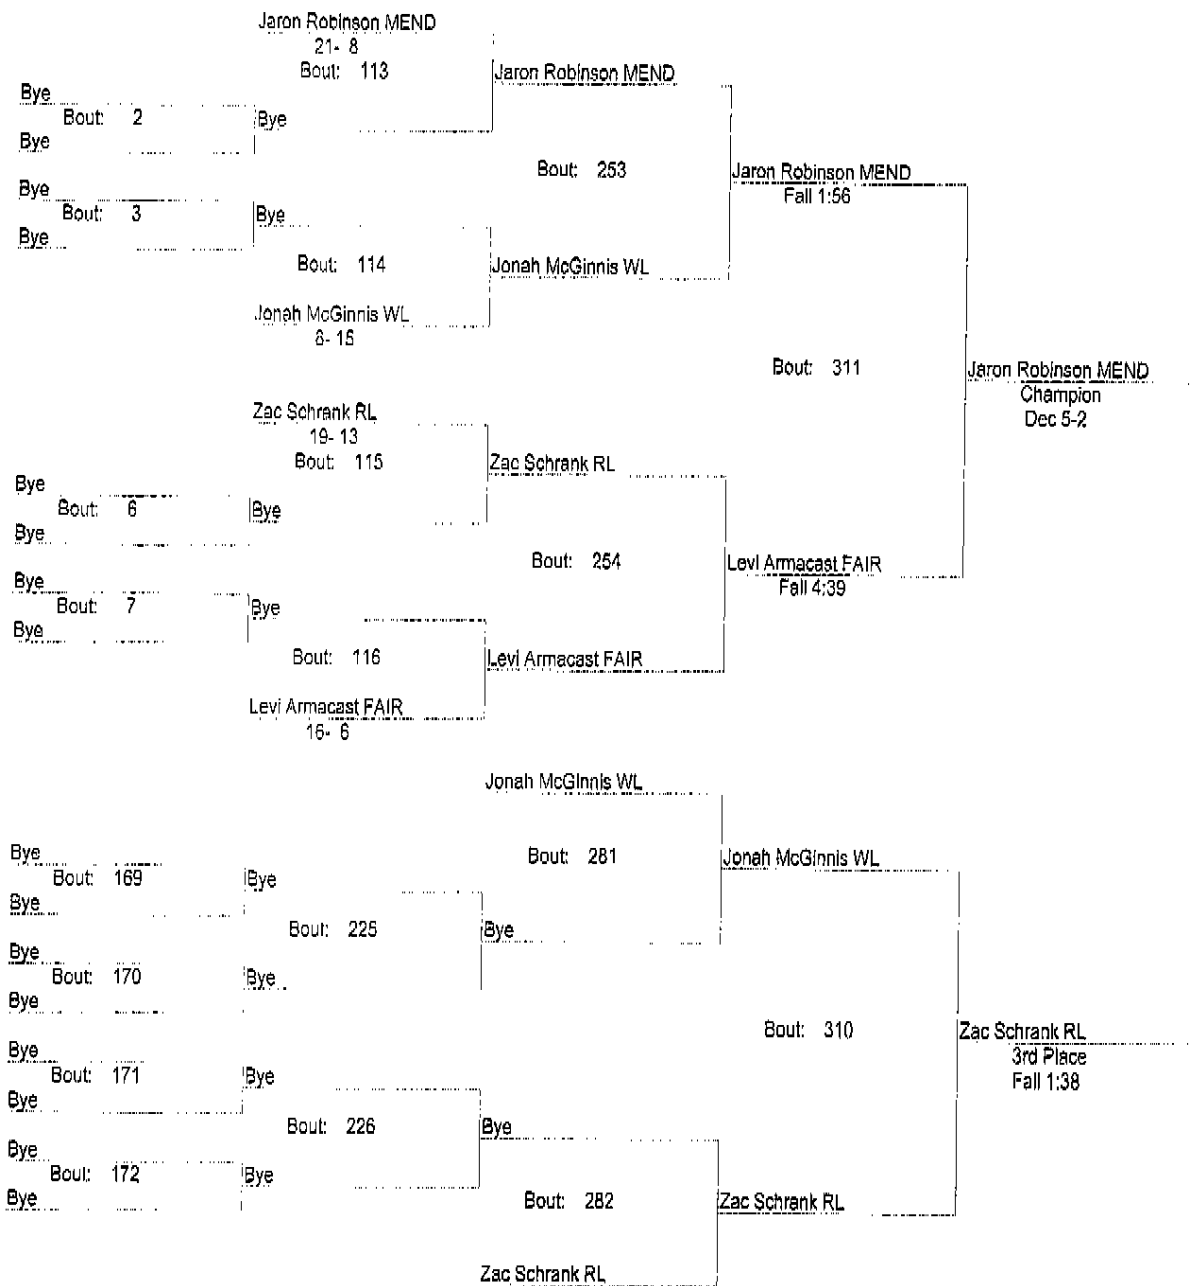 Jaron Robinson MEND
21- 8
Bout: 113
Jaron Robinson MEND
Bye
Bout: 2
Bye
Bye
Bout: 253
Jaron Robinson MEND
Fall 1:56
Bye
Bout: 3
Bye
Bye
Bout: 114
Jonah McGinnis WL
Jonah McGinnis WL
8- 15
Bout: 311
Jaron Robinson MEND
Champion
Dec 5-2
Zac Schrank RL
19- 13
Bout: 115
Zac Schrank RL
Bye
Bout: 6
Bye
Bye
Bout: 254
Levi Armacast FAIR
Fall 4:39
Bye
Bout: 7
Bye
Bye
Bout: 116
Levi Armacast FAIR
Levi Armacast FAIR
16- 6
Jonah McGinnis WL
Bye
Bout: 169
Bye
Bye
Bout: 281
Jonah McGinnis WL
Bout: 225
Bye
Bye
Bout: 170
Bye
Bye
Bout: 310
Zac Schrank RL
3rd Place
Fall 1:38
Bye
Bout: 171
Bye
Bye
Bout: 226
Bye
Bye
Bout: 172
Bye
Bye
Bout: 282
Zac Schrank RL
Zac Schrank RL